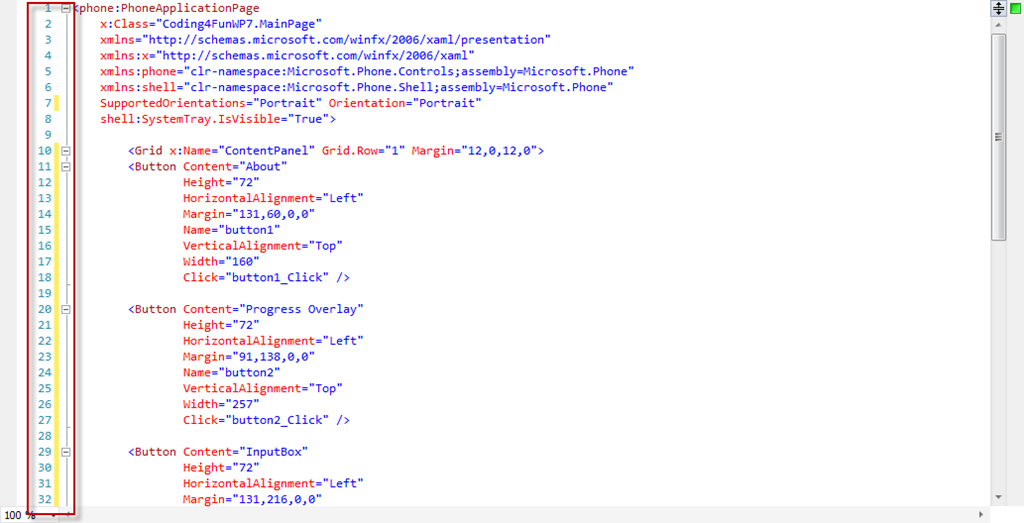 1 <phone:PhoneApplicationPage
2 x:Class="Coding4FunWP7.MainPage"
3 xmlns="http://schemas.microsoft.com/winfx/2006/xaml/presentation"
4 xmlns:x="http://schemas.microsoft.com/winfx/2006/xaml"
5 xmlns:phone="clr-namespace:Microsoft.Phone.Controls;assembly=Microsoft.Phone"
6 xmlns:shell="clr-namespace:Microsoft.Phone.Shell;assembly=Microsoft.Phone"
7 SupportedOrientations="Portrait" Orientation="Portrait"
8 shell:SystemTray.IsVisible="True">
9
10 <Grid x:Name="ContentPanel" Grid.Row="1" Margin="12,0,12,0">
11 <Button Content="About"
12 Height="72"
13 HorizontalAlignment="Left"
14 Margin="131,60,0,0"
15 Name="button1"
16 VerticalAlignment="Top"
17 Width="160"
18 Click="button1_Click" />
19
20 <Button Content="Progress Overlay"
21 Height="72"
22 HorizontalAlignment="Left"
23 Margin="91,138,0,0"
24 Name="button2"
25 VerticalAlignment="Top"
26 Width="257"
27 Click="button2_Click" />
28
29 <Button Content="InputBox"
30 Height="72"
31 HorizontalAlignment="Left"
32 Margin="131,216,0,0"
100 %